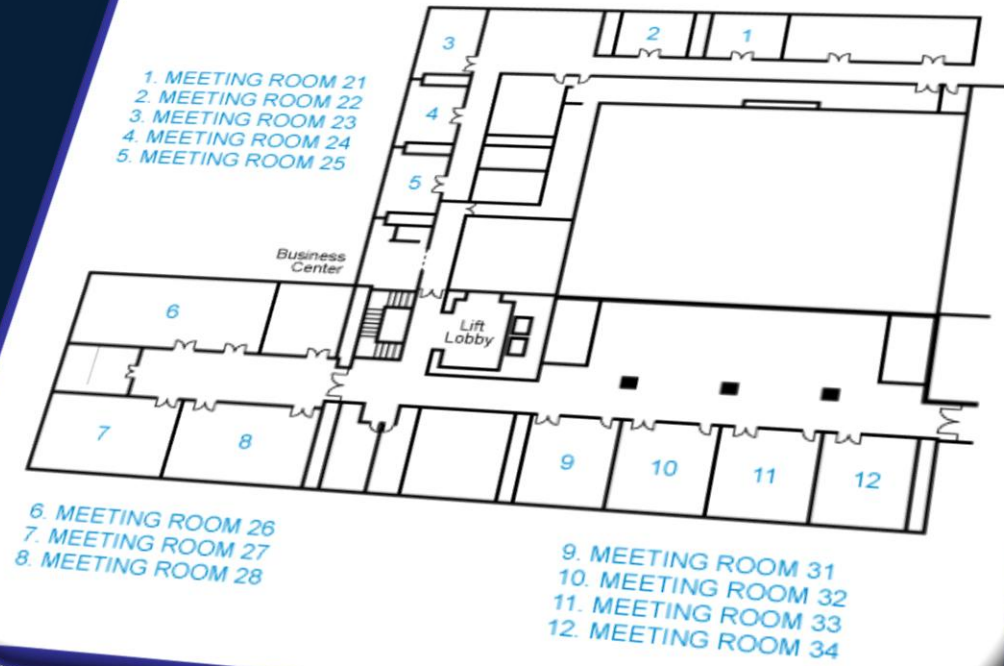 1. MEETING ROOM 21
2. MEETING ROOM 22
3. MEETING ROOM 23
4. MEETING ROOM 24
5. MEETING ROOM 25
3
2
1
4
5
Business
Center
6
Lift
Lobby
7
8
9
10
11
12
6. MEETING ROOM 26
7. MEETING ROOM 27
8. MEETING ROOM 28
9. MEETING ROOM 31
10. MEETING ROOM 32
11. MEETING ROOM 33
12. MEETING ROOM 34